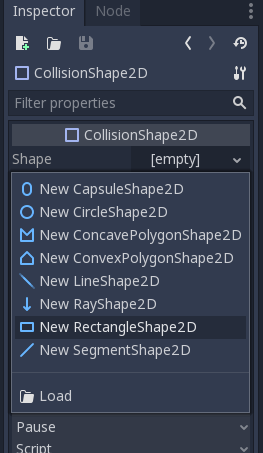 Inspector Node
CollisionShape2D
Filter properties
CollisionShape2D
Shape [empty]
New CapsuleShape2D
New CircleShape2D
New ConcavePolygonShape2D
New ConvexPolygonShape2D
New LineShape2D
New RayShape2D
New RectangleShape2D
New SegmentShape2D
Load
Pause
Script